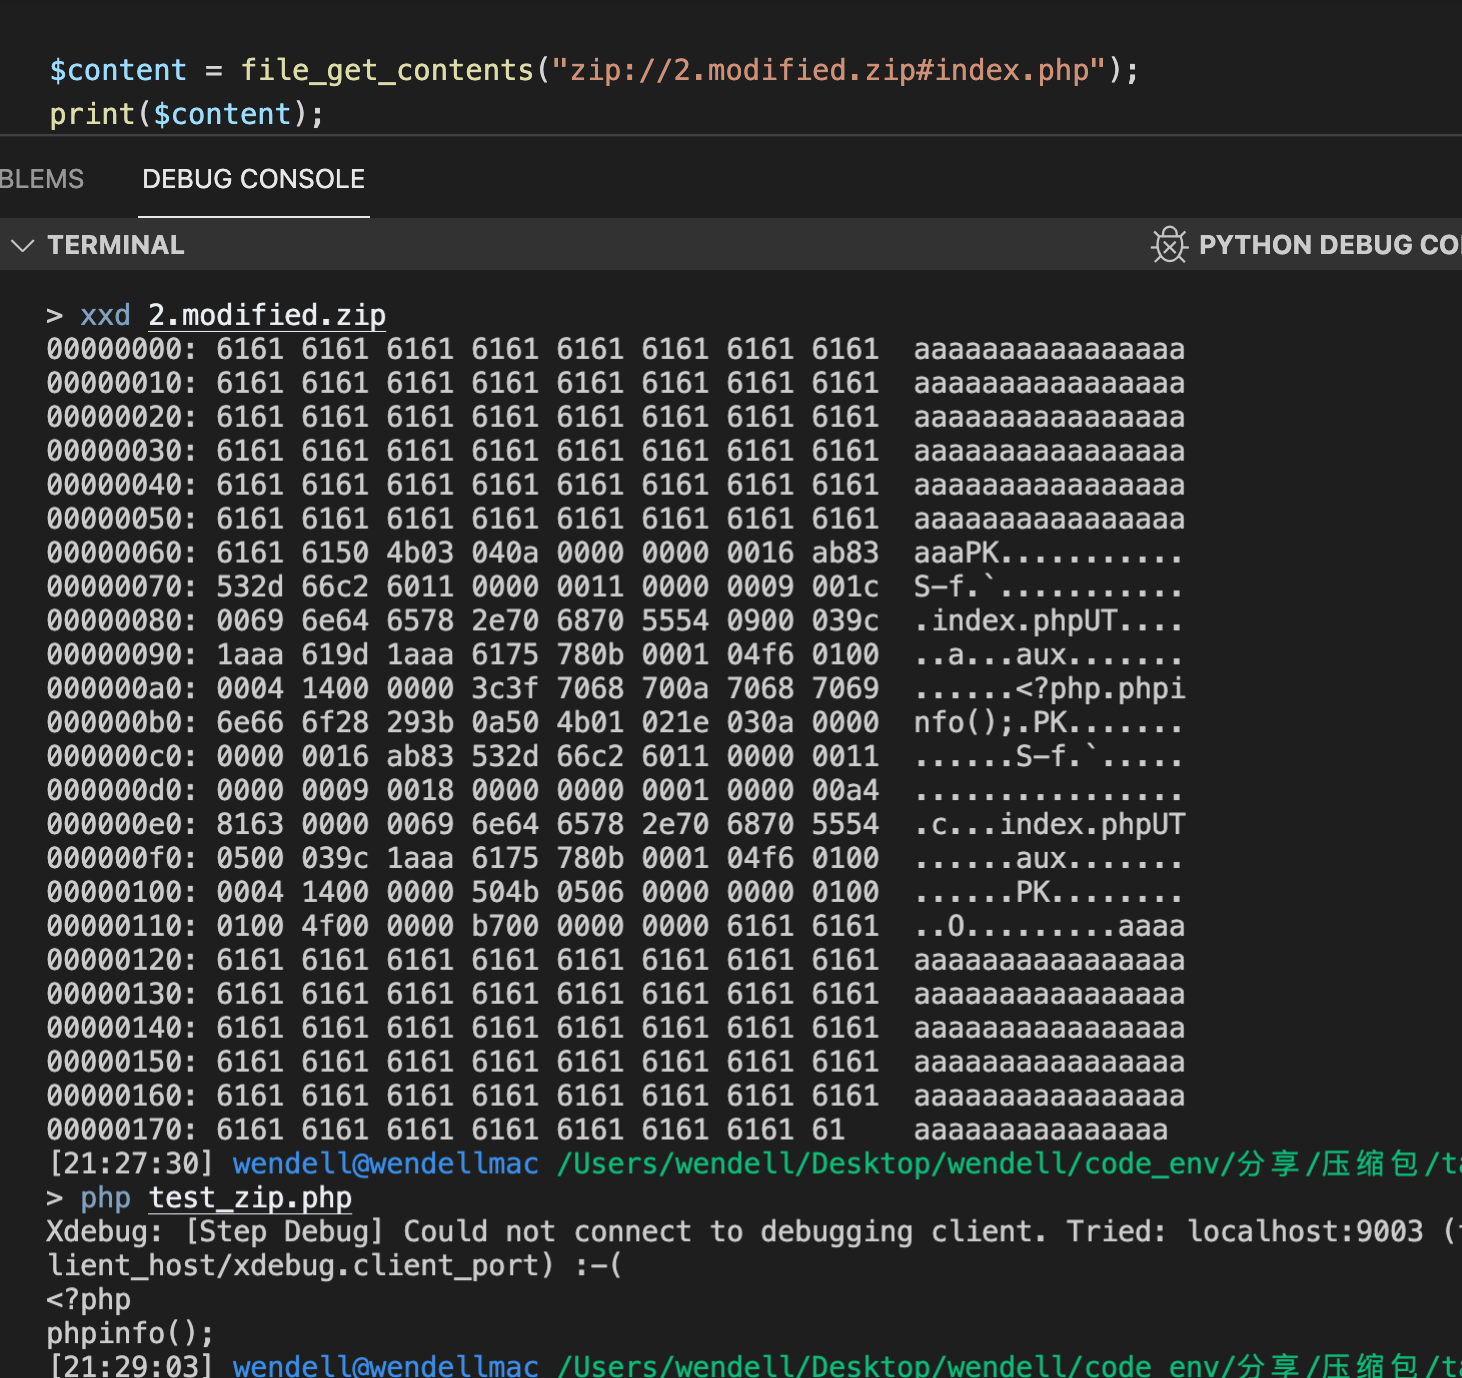 $content = file_get_contents("zip://2.modified.zip#index.php");
print($content);
BLEMS DEBUG CONSOLE
TERMINAL PYTHON DEBUG CO
> xxd 2.modified.zip
00000000: 6161 6161 6161 6161 6161 6161 6161 6161 aaaaaaaaaaaaaaaa
00000010: 6161 6161 6161 6161 6161 6161 6161 6161 aaaaaaaaaaaaaaaa
00000020: 6161 6161 6161 6161 6161 6161 6161 6161 aaaaaaaaaaaaaaaa
00000030: 6161 6161 6161 6161 6161 6161 6161 6161 aaaaaaaaaaaaaaaa
00000040: 6161 6161 6161 6161 6161 6161 6161 6161 aaaaaaaaaaaaaaaa
00000050: 6161 6161 6161 6161 6161 6161 6161 6161 aaaaaaaaaaaaaaaa
00000060: 6161 6150 4b03 040a 0000 0000 0016 ab83 aaaPK...........
00000070: 532d 66c2 6011 0000 0011 0000 0009 001c S-f.`...........
00000080: 0069 6e64 6578 2e70 6870 5554 0900 039c .index.phpUT....
00000090: 1aaa 619d 1aaa 6175 780b 0001 04f6 0100 ..a...aux.......
000000a0: 0004 1400 0000 3c3f 7068 700a 7068 7069 ......<?php.phpi
000000b0: 6e66 6f28 293b 0a50 4b01 021e 030a 0000 nfo();.PK.......
000000c0: 0000 0016 ab83 532d 66c2 6011 0000 0011 ......S-f.`.....
000000d0: 0000 0009 0018 0000 0000 0001 0000 00a4 ................
000000e0: 8163 0000 0069 6e64 6578 2e70 6870 5554 .c...index.phpUT
000000f0: 0500 039c 1aaa 6175 780b 0001 04f6 0100 ......aux.......
00000100: 0004 1400 0000 504b 0506 0000 0000 0100 ......PK........
00000110: 0100 4f00 0000 b700 0000 0000 6161 6161 ..O.........aaaa
00000120: 6161 6161 6161 6161 6161 6161 6161 6161 aaaaaaaaaaaaaaaa
00000130: 6161 6161 6161 6161 6161 6161 6161 6161 aaaaaaaaaaaaaaaa
00000140: 6161 6161 6161 6161 6161 6161 6161 6161 aaaaaaaaaaaaaaaa
00000150: 6161 6161 6161 6161 6161 6161 6161 6161 aaaaaaaaaaaaaaaa
00000160: 6161 6161 6161 6161 6161 6161 6161 6161 aaaaaaaaaaaaaaaa
00000170: 6161 6161 6161 6161 6161 6161 6161 61 aaaaaaaaaaaaaaa
[21:27:30] wendell@wendellmac /Users/wendell/Desktop/wendell/code_env/分享/压缩包/ta
> php test_zip.php
Xdebug: [Step Debug] Could not connect to debugging client. Tried: localhost:9003 (
lient_host/xdebug.client_port) :-(
<?php
phpinfo();
[21:29:03] wendell@wendellmac /Users/wendell/Desktop/wendell/code_env/分享/压缩包/ta